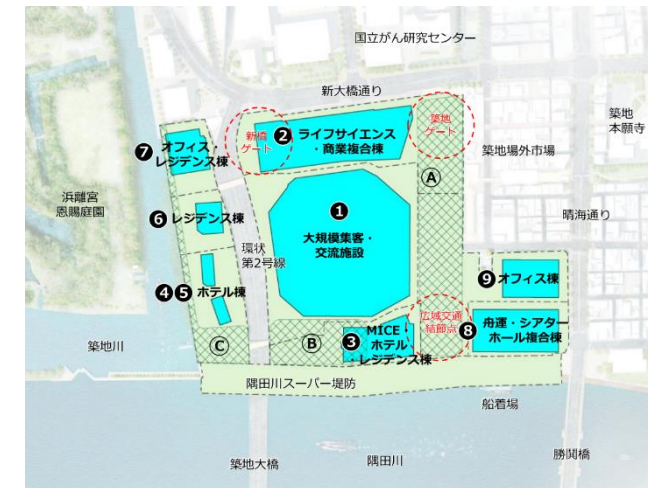 国立がん研究センター
新大橋通り
築地
本願寺
新橋
ゲート
❷
ライフサイエンス
・商業複合棟
築地
ゲート
築地場外市場
❼
オフィス・
レジデンス棟
Ⓐ
浜離宮
恩賜庭園
❻
レジデンス棟
❶
大規模集客・
交流施設
晴海通り
環状
第2号線
❹❺
ホテル棟
❾
オフィス棟
広域交通
結節点
❽
舟運・シアター
ホール複合棟
❸
MICE・
ホテル
・レジデンス棟
Ⓑ
Ⓒ
築地川
隅田川スーパー堤防
船着場
築地大橋
隅田川
勝鬨橋